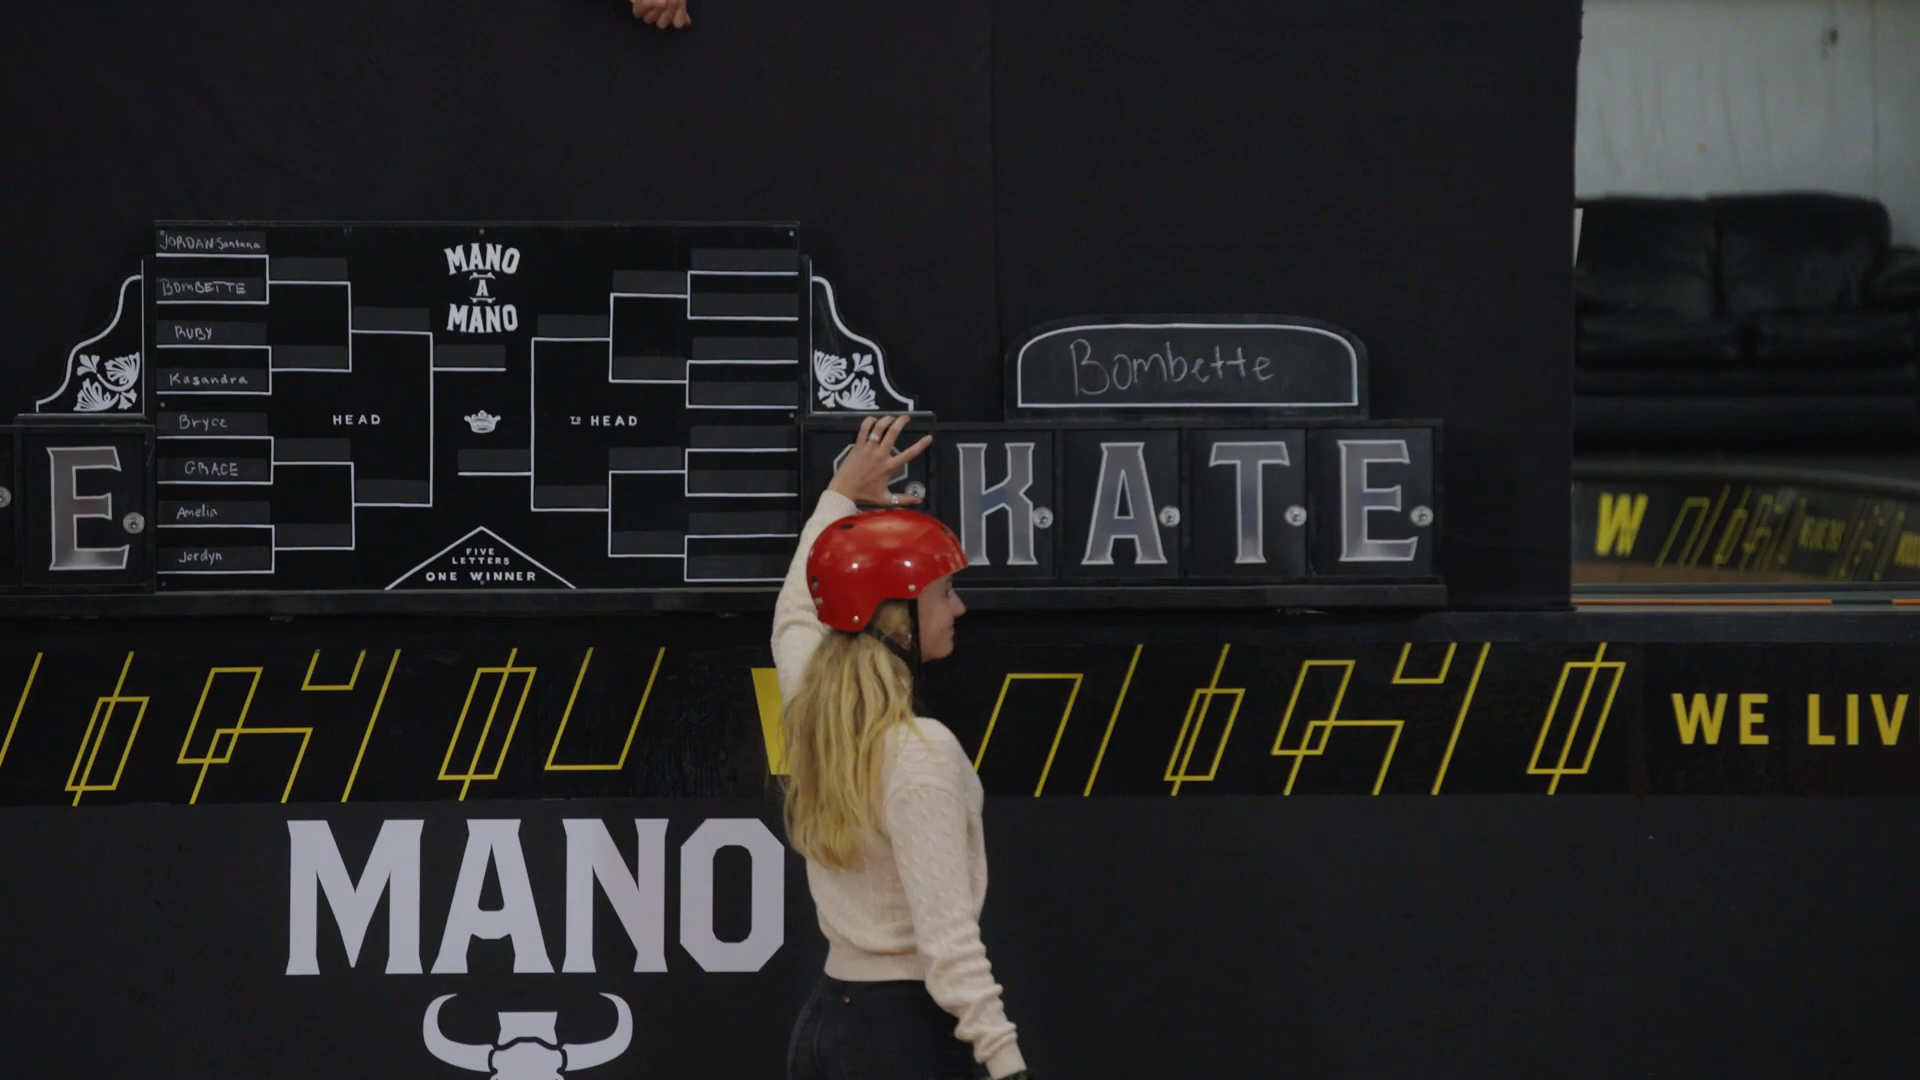 JORDAN Santana
BOMBETTE
RUBY
Kasandra
Bryce
GRACE
Amelia
Jordyn
MANO
A
MANO
HEAD
TO HEAD
FIVE
LETTERS
ONE WINNER
Bombette
E
KATE
W
WE LIV
MANO